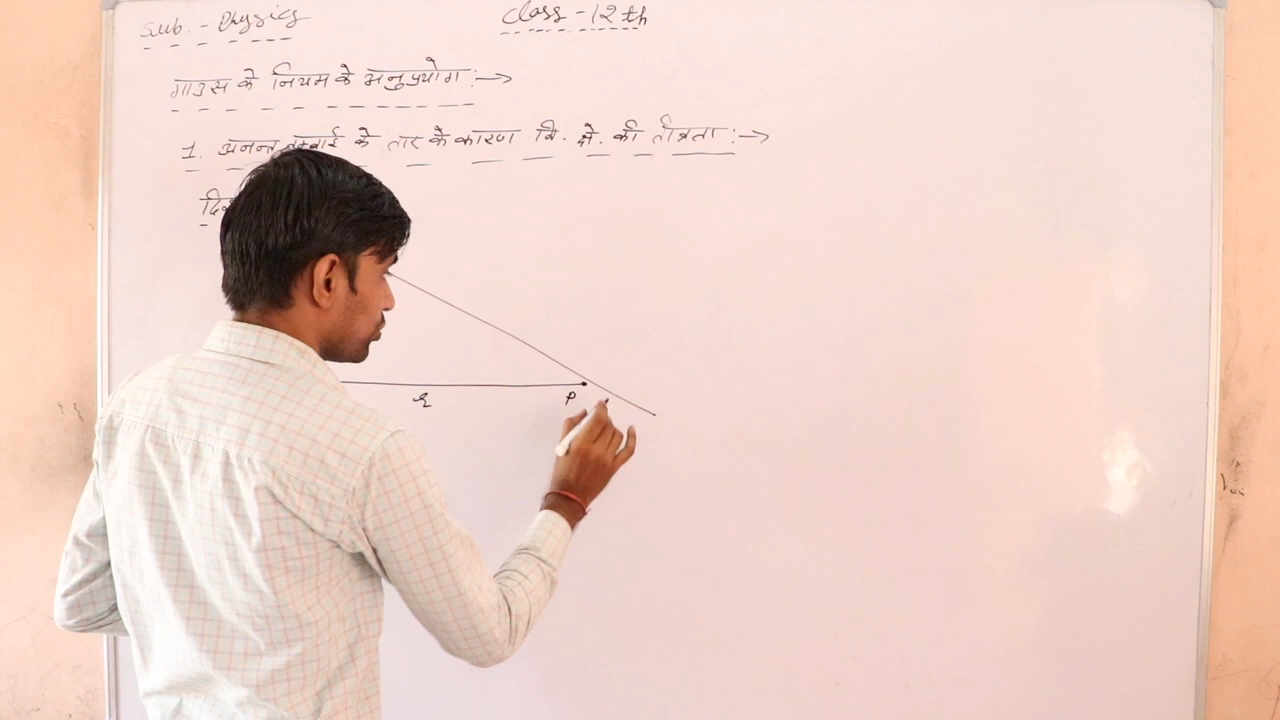 Sub. - Physics
Class - 12th
गाउस के नियम के अनुप्रयोग :→
1. अनन्त लम्बाई के तार के कारण वि. क्षे. की तीव्रता :→
r
P